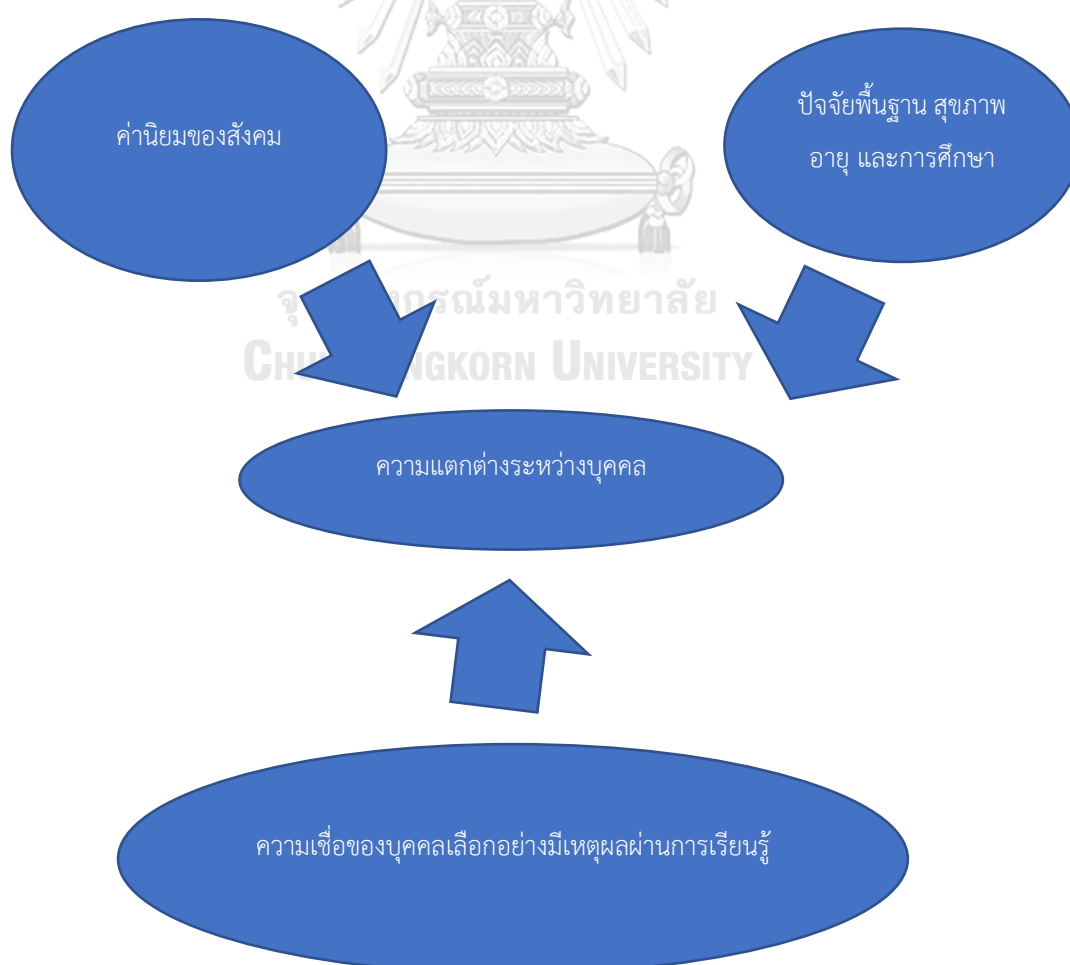 ค่านิยมของสังคม
ปัจจัยพื้นฐาน สุขภาพ
อายุ และการศึกษา
ความแตกต่างระหว่างบุคคล
ความเชื่อของบุคคลเลือกอย่างมีเหตุผลผ่านการเรียนรู้